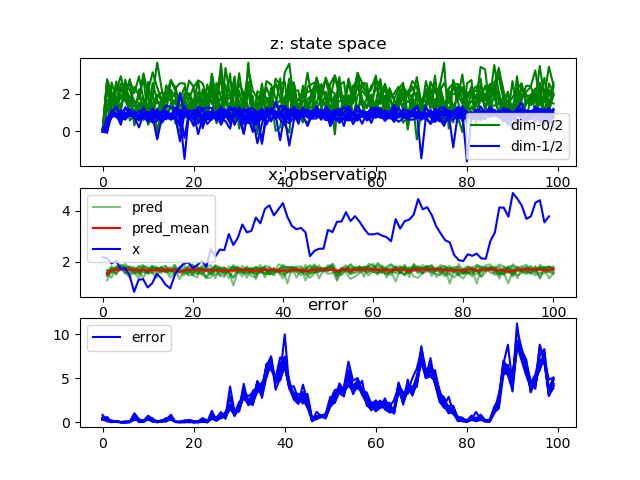 z: state space
2
0
dim-0/2
dim-1/2
0 20 40 60 80 100
x: observation
4
2
pred
pred_mean
x
0 20 40 60 80 100
error
10
5
0
error
0 20 40 60 80 100